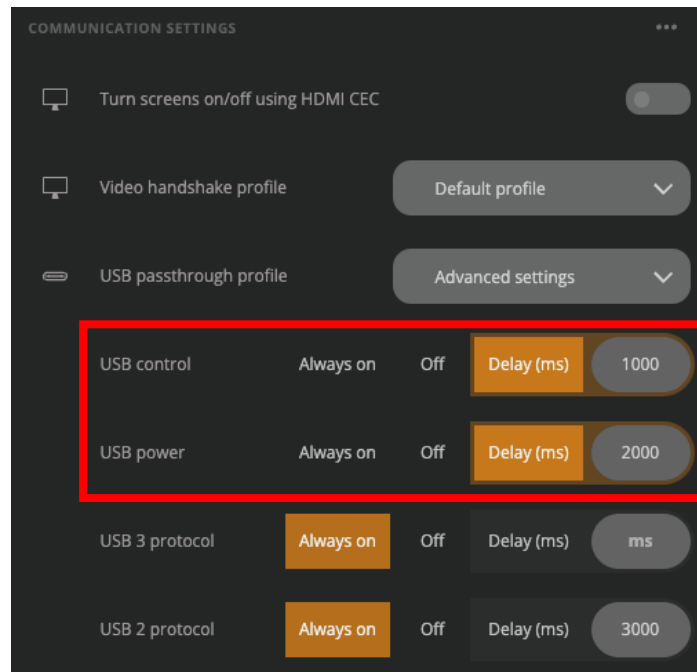 COMMUNICATION SETTINGS
Turn screens on/off using HDMI CEC
Video handshake profile Default profile
USB passthrough profile Advanced settings
USB control Always on Off Delay (ms) 1000
USB power Always on Off Delay (ms) 2000
USB 3 protocol Always on Off Delay (ms) ms
USB 2 protocol Always on Off Delay (ms) 3000